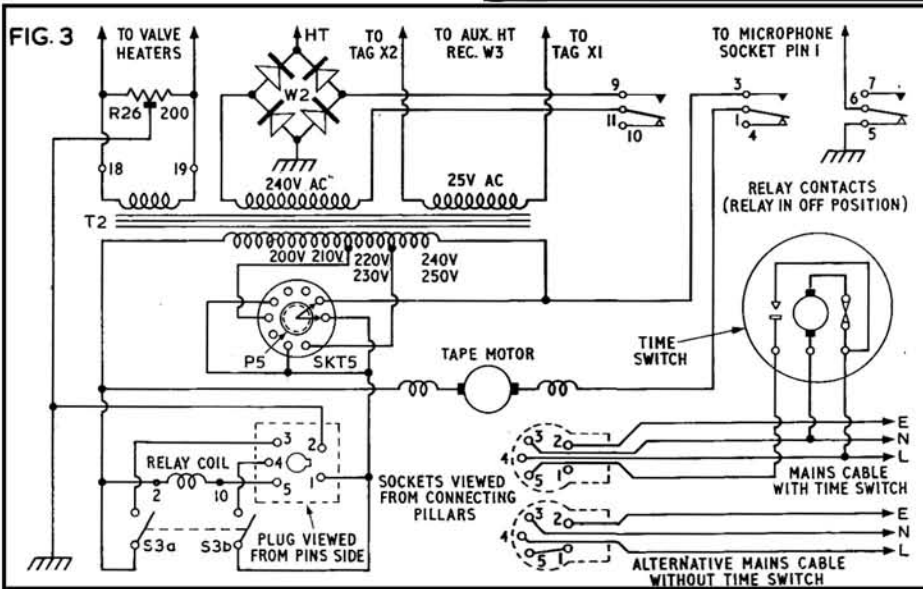 FIG. 3
TO VALVE HEATERS
HT
TO TAG X2
TO AUX. HT REC. W3
TO TAG X1
TO MICROPHONE SOCKET PIN 1
R26
200
W2
9
11
10
3
1
4
7
6
5
18
19
240V AC
25V AC
RELAY CONTACTS
(RELAY IN OFF POSITION)
T2
200V
210V
220V
230V
240V
250V
P5
SKT5
TAPE MOTOR
TIME SWITCH
3
2
4
1
5
RELAY COIL
2
10
S3a
S3b
PLUG VIEWED FROM PINS SIDE
SOCKETS VIEWED FROM CONNECTING PILLARS
3
2
4
5
1
E
N
L
MAINS CABLE WITH TIME SWITCH
3
2
4
5
1
E
N
L
ALTERNATIVE MAINS CABLE WITHOUT TIME SWITCH